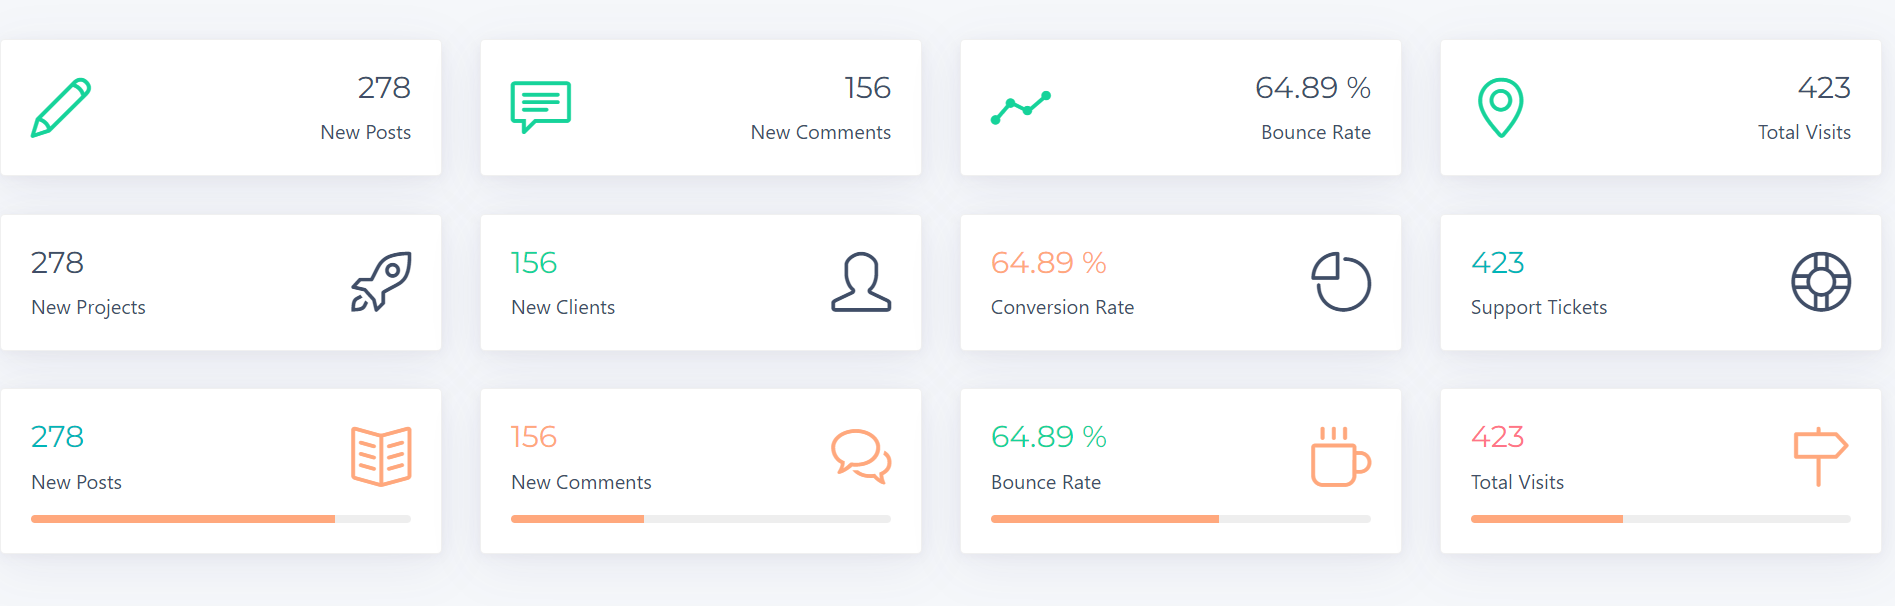 278
New Posts
156
New Comments
64.89 %
Bounce Rate
423
Total Visits
278
New Projects
156
New Clients
64.89 %
Conversion Rate
423
Support Tickets
278
New Posts
156
New Comments
64.89 %
Bounce Rate
423
Total Visits